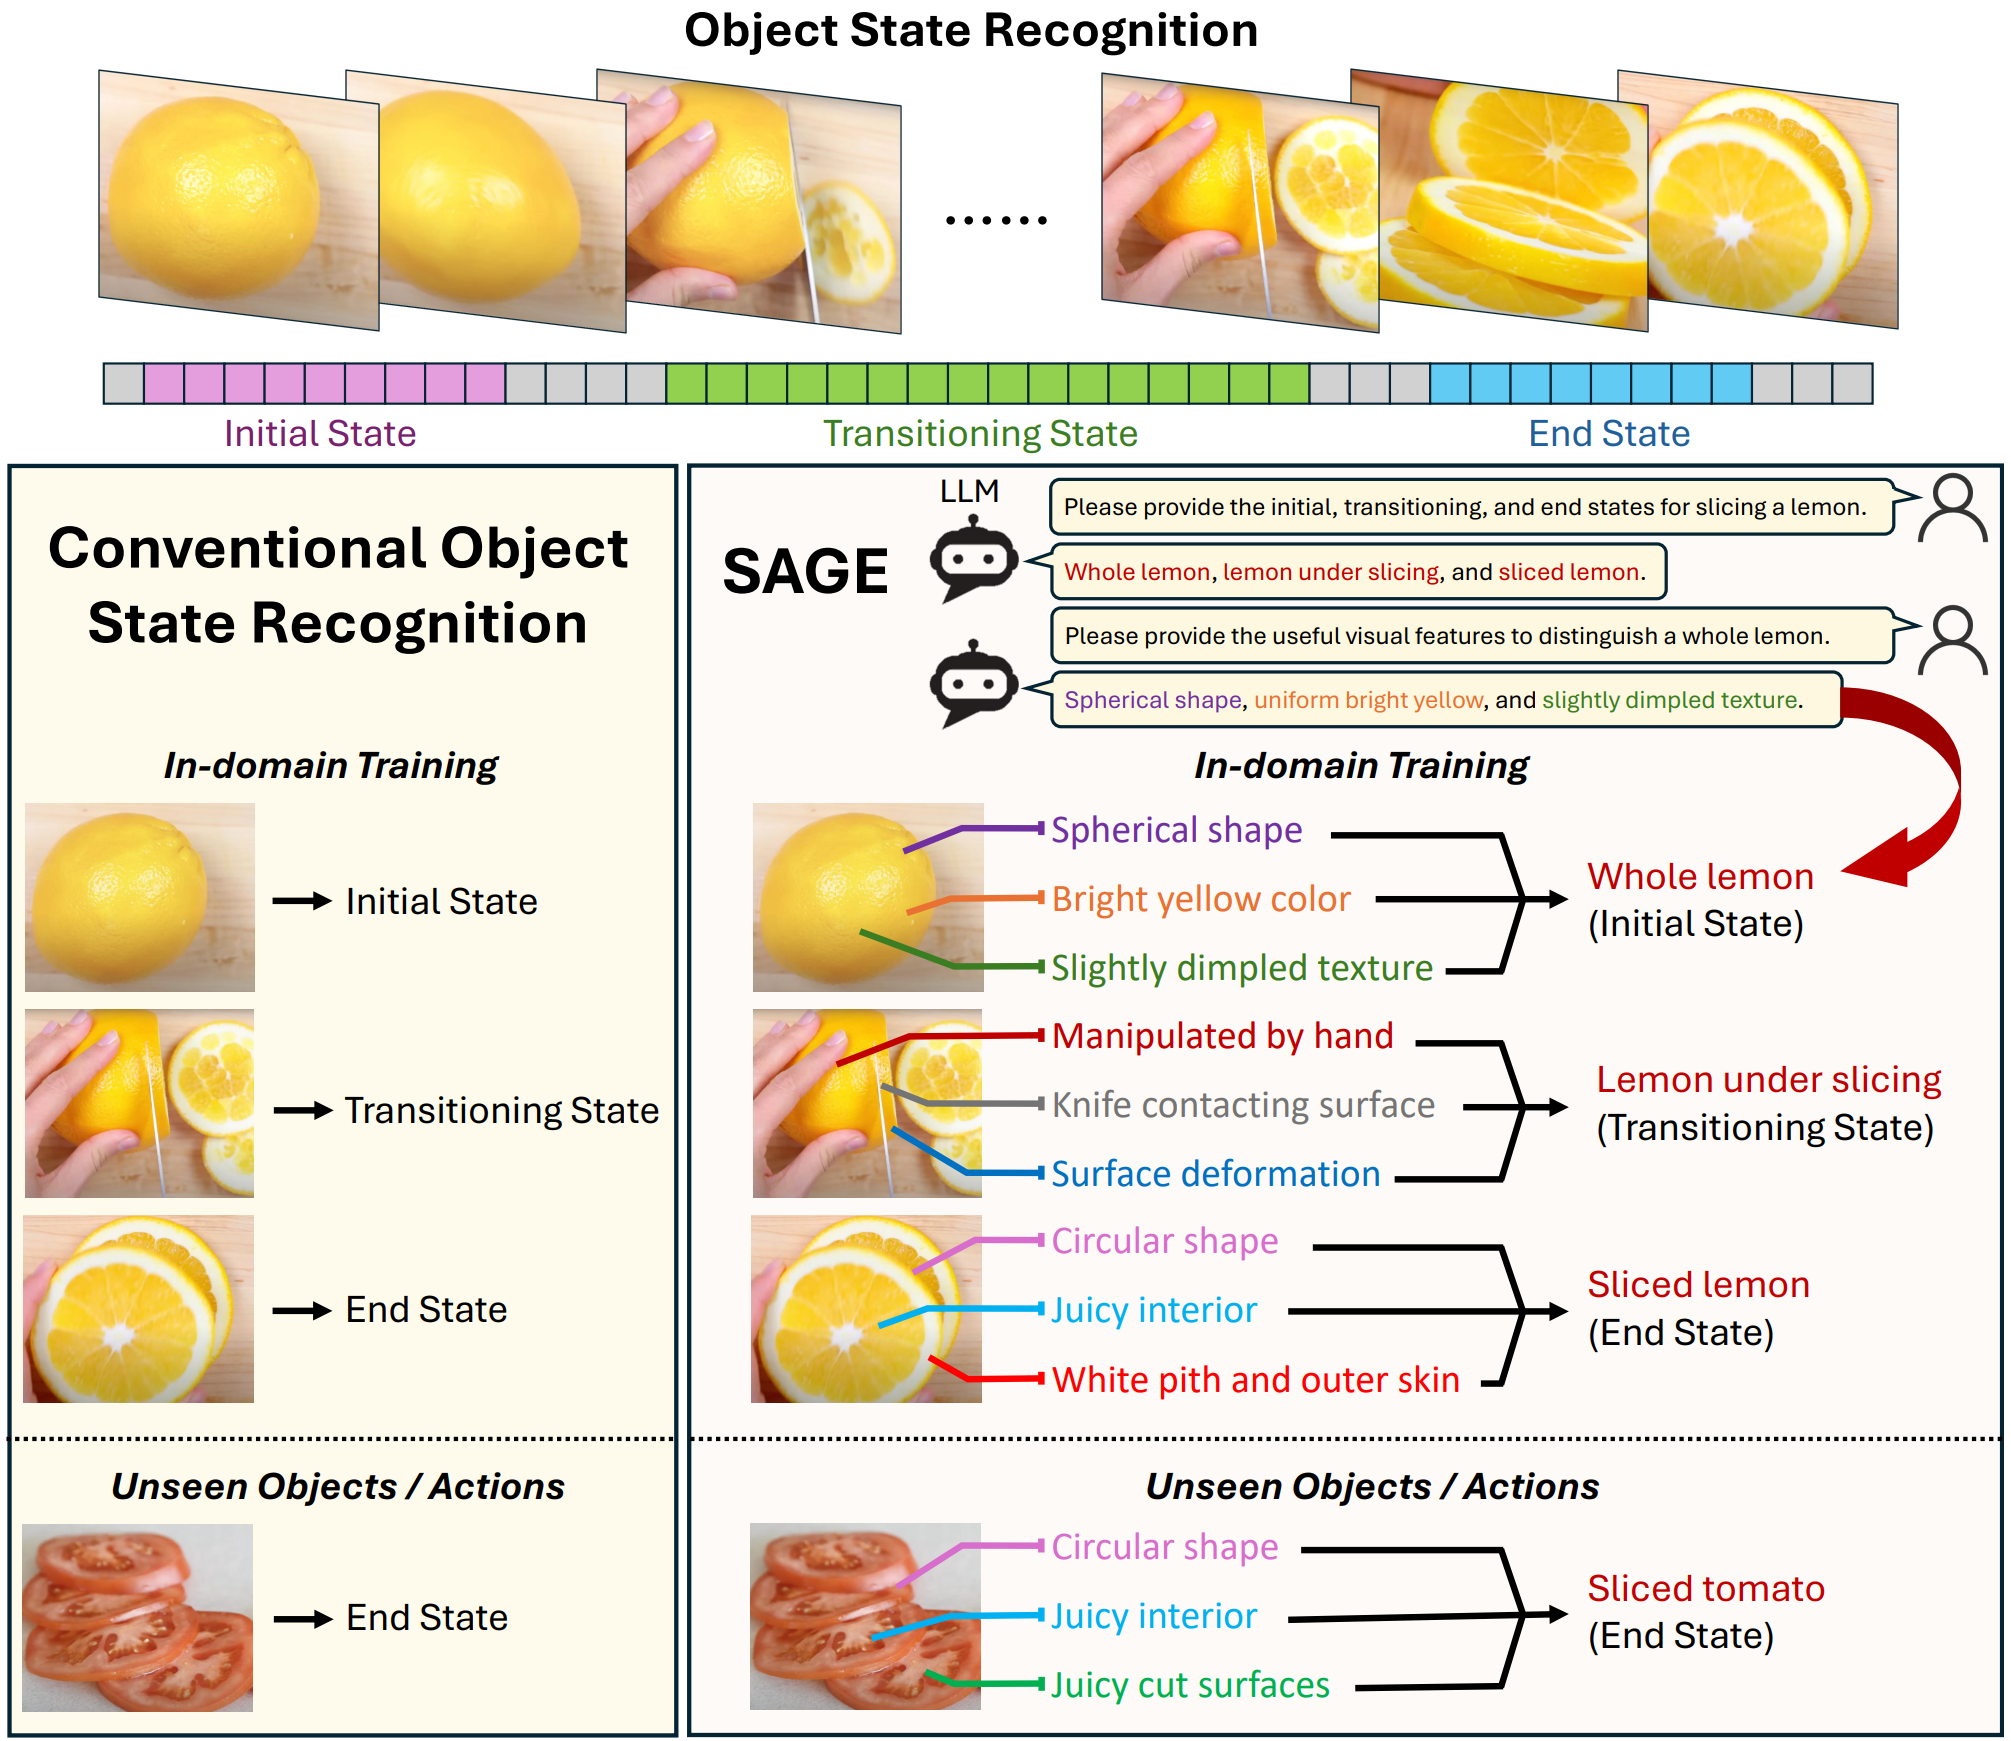 Object State Recognition
......
Initial State
Transitioning State
End State
Conventional Object
State Recognition
In-domain Training
Initial State
Transitioning State
End State
Unseen Objects / Actions
End State
SAGE
LLM
Please provide the initial, transitioning, and end states for slicing a lemon.
Whole lemon, lemon under slicing, and sliced lemon.
Please provide the useful visual features to distinguish a whole lemon.
Spherical shape, uniform bright yellow, and slightly dimpled texture.
In-domain Training
Spherical shape
Bright yellow color
Slightly dimpled texture
Whole lemon
(Initial State)
Manipulated by hand
Knife contacting surface
Surface deformation
Lemon under slicing
(Transitioning State)
Circular shape
Juicy interior
White pith and outer skin
Sliced lemon
(End State)
Unseen Objects / Actions
Circular shape
Juicy interior
Juicy cut surfaces
Sliced tomato
(End State)